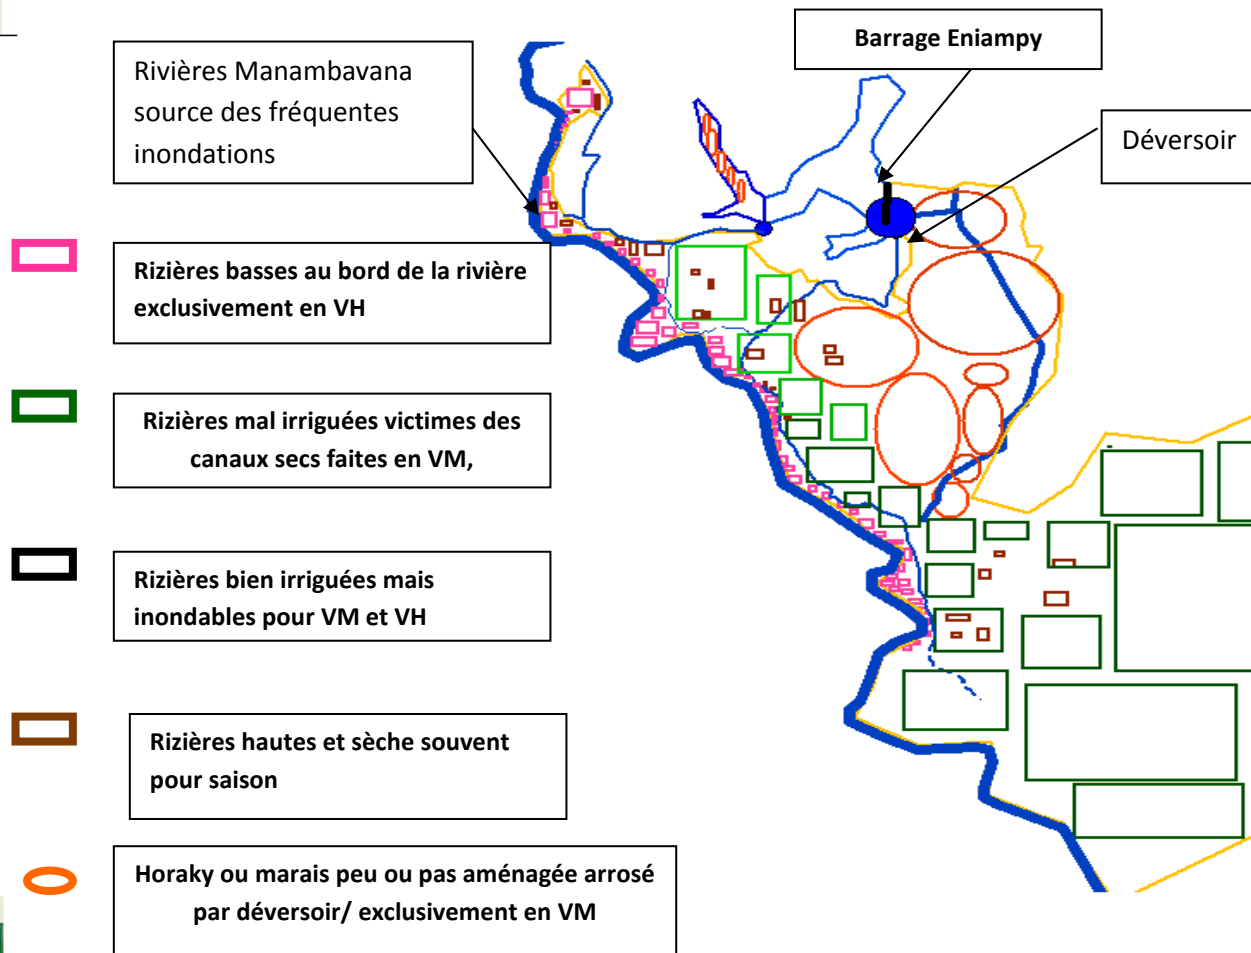 Barrage Eniampy
Rivières Manambavana
source des fréquentes
inondations
Déversoir
Rizières basses au bord de la rivière
exclusivement en VH
Rizières mal irriguées victimes des
canaux secs faites en VM,
Rizières bien irriguées mais
inondables pour VM et VH
Rizières hautes et sèche souvent
pour saison
Horaky ou marais peu ou pas aménagée arrosé
par déversoir/ exclusivement en VM